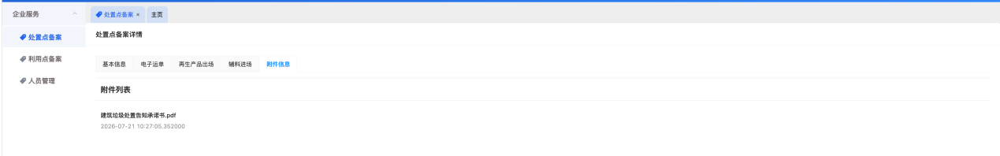 企业服务
处置点备案 ×
主页
处置点备案
利用点备案
人员管理
处置点备案详情
基本信息 电子运单 再生产品出场 辅料进场 附件信息
附件列表
建筑垃圾处置告知承诺书.pdf
2026-07-21 10:27:05.352000